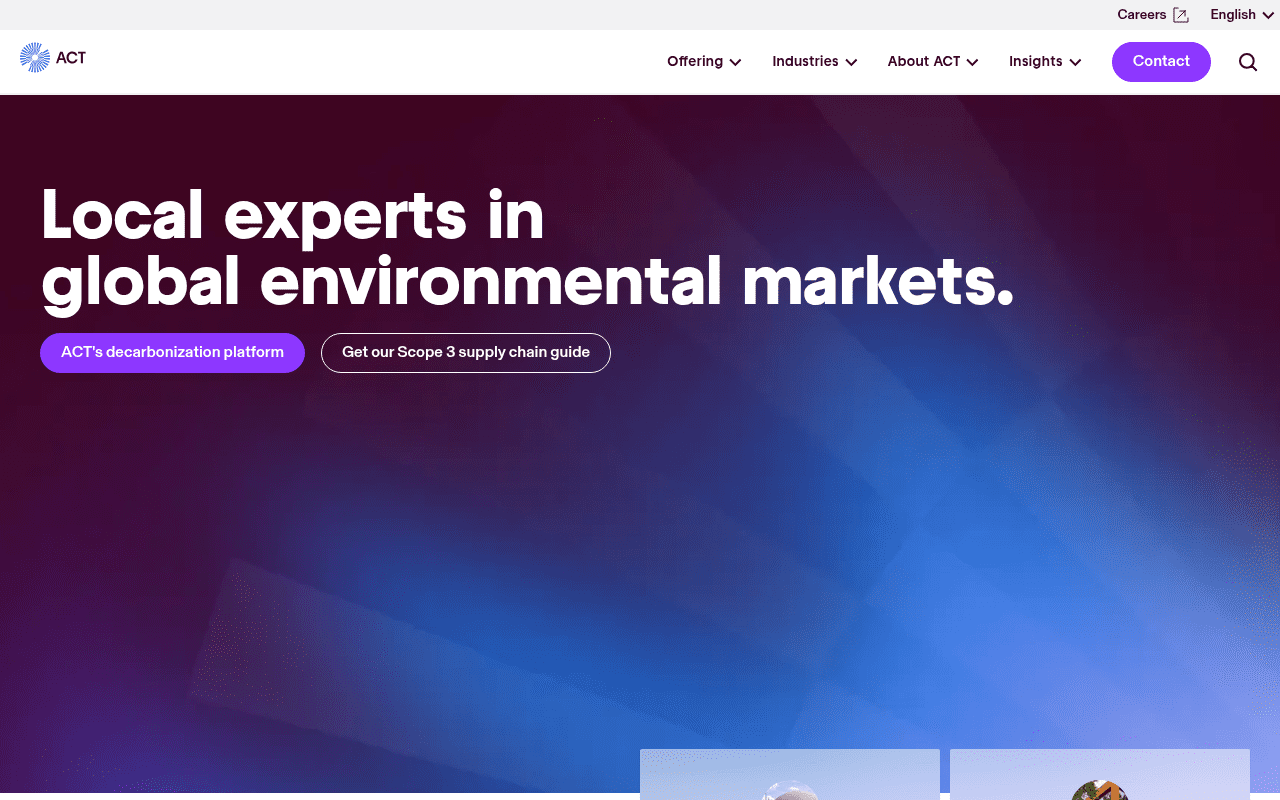 Careers
English
ACT
Offering
Industries
About ACT
Insights
Contact
Local experts in
global environmental markets.
ACT's decarbonization platform
Get our Scope 3 supply chain guide